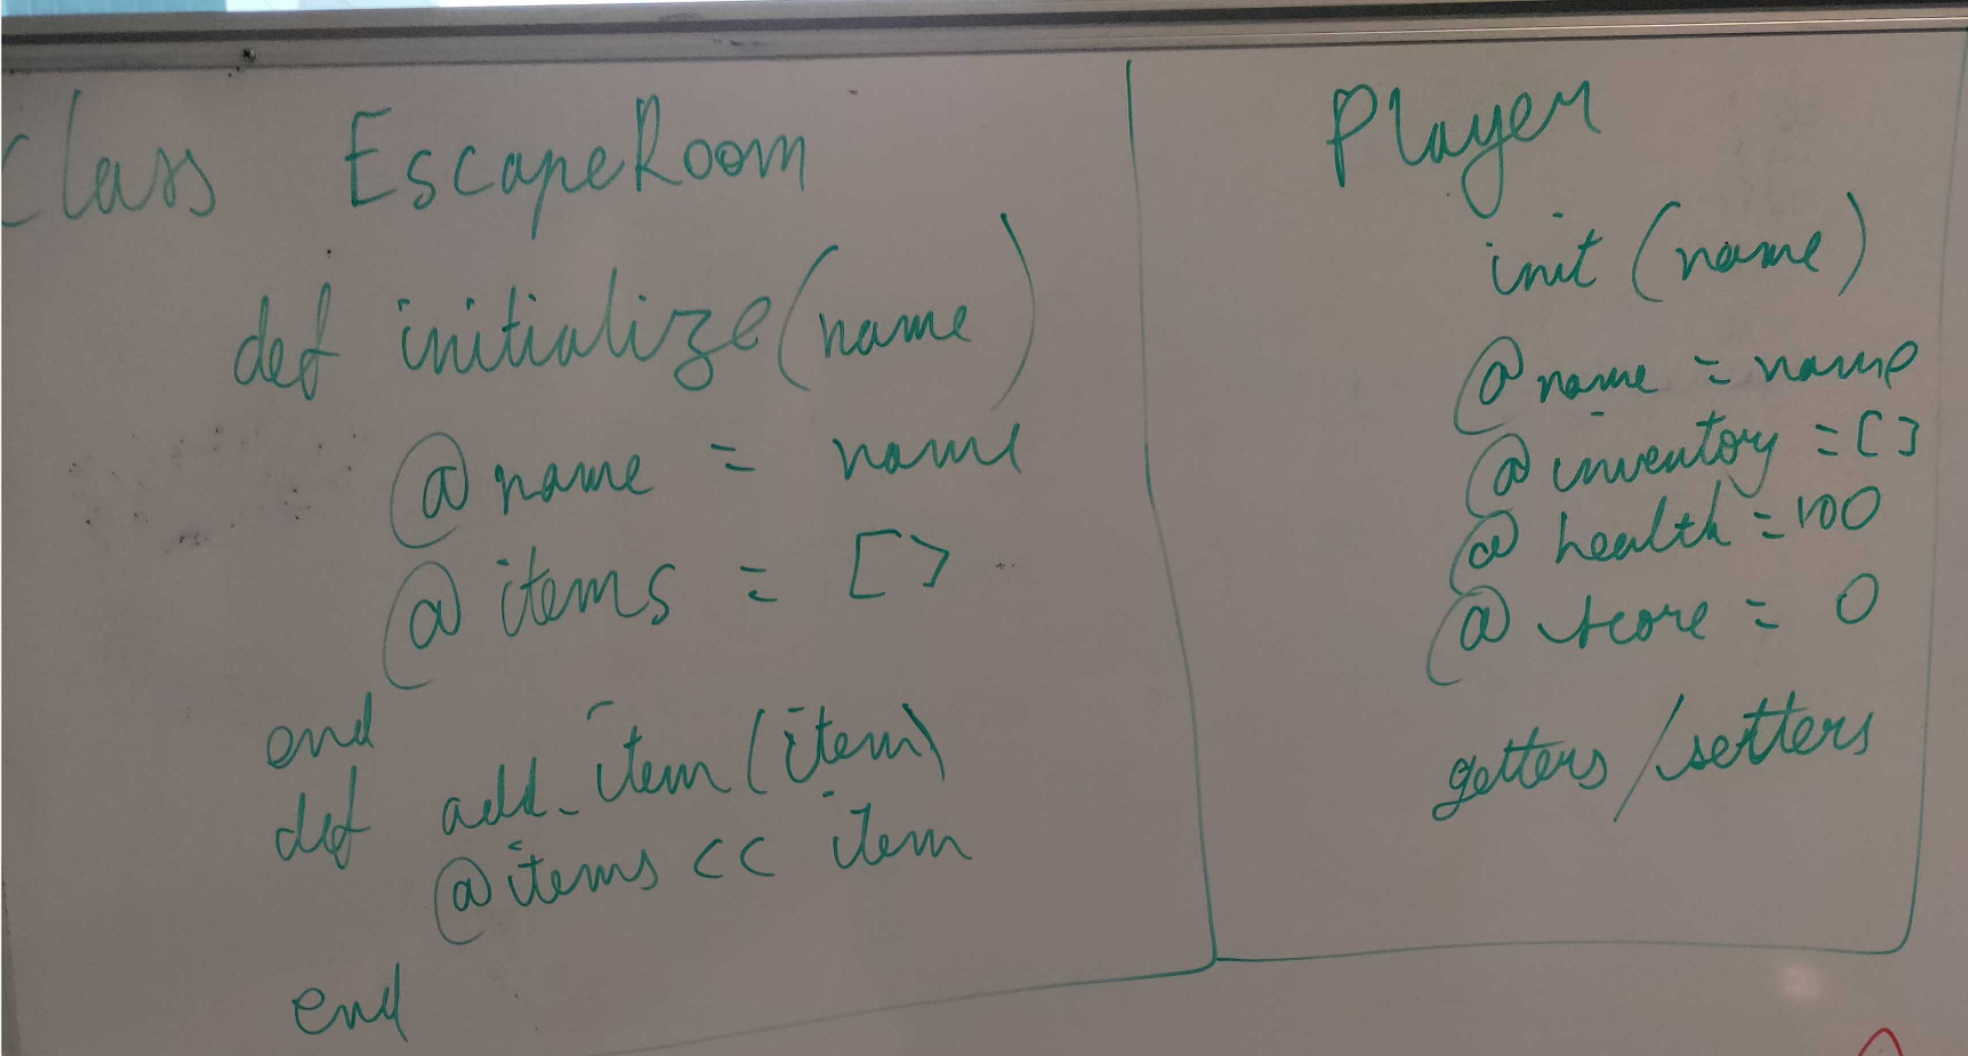 class EscapeRoom
def initialize(name)
@name = name
@items = []
end
def add_item(item)
@items << item
end
Player
init (name)
@name = name
@inventory = []
@health = 100
@score = 0
getters/setters